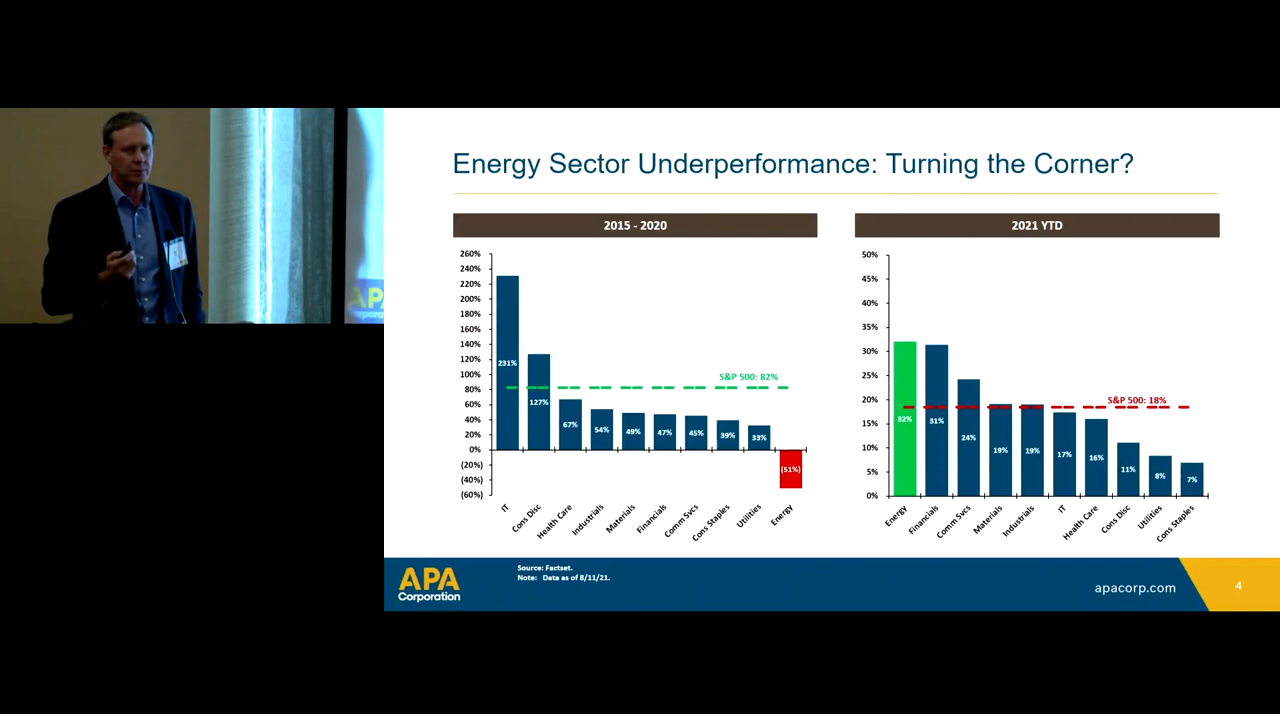 Energy Sector Underperformance: Turning the Corner?
2015 - 2020
260%
240%
220%
200%
180%
160%
140%
120%
100%
80%
60%
40%
20%
0%
(20%)
(40%)
(60%)
231%
127%
67%
54%
49%
47%
45%
39%
33%
(51%)
S&P 500: 82%
IT
Cons Disc
Health Care
Industrials
Materials
Financials
Comm Svcs
Cons Staples
Utilities
Energy
2021 YTD
50%
45%
40%
35%
30%
25%
20%
15%
10%
5%
0%
32%
31%
24%
19%
19%
17%
16%
11%
8%
7%
S&P 500: 18%
Energy
Financials
Comm Svcs
Materials
Industrials
IT
Health Care
Cons Disc
Utilities
Cons Staples
APA
Corporation
Source: Factset.
Note: Data as of 8/11/21.
apacorp.com
4